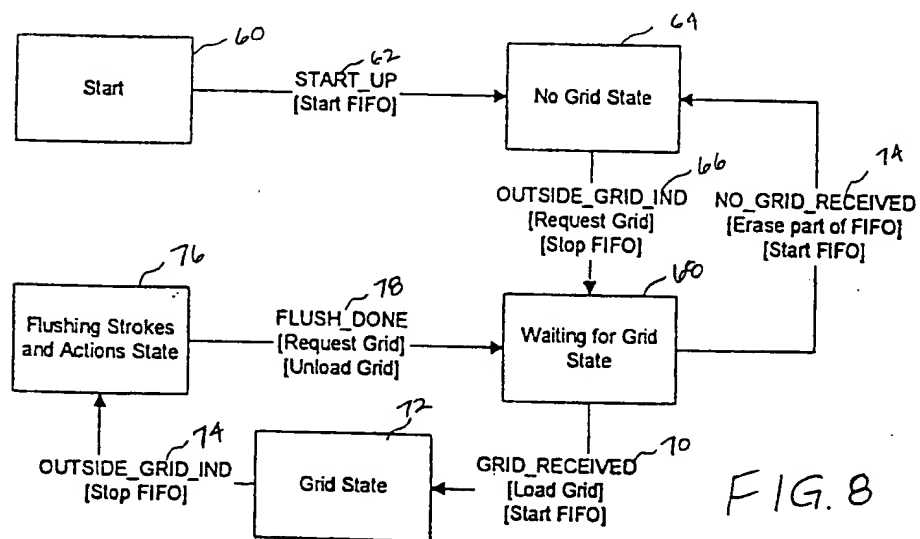 60
Start
62
START_UP
[Start FIFO]
64
No Grid State
66
OUTSIDE_GRID_IND
[Request Grid]
[Stop FIFO]
74
NO_GRID_RECEIVED
[Erase part of FIFO]
[Start FIFO]
76
Flushing Strokes
and Actions State
78
FLUSH_DONE
[Request Grid]
[Unload Grid]
68
Waiting for Grid
State
74
OUTSIDE_GRID_IND
[Stop FIFO]
72
Grid State
70
GRID_RECEIVED
[Load Grid]
[Start FIFO]
FIG. 8